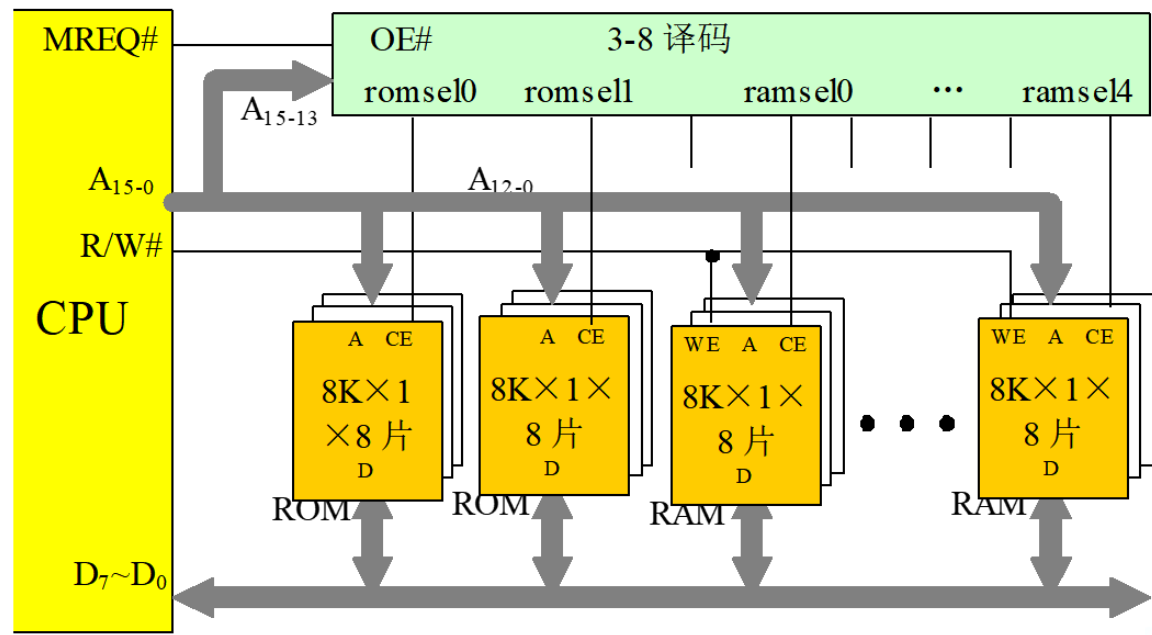 MREQ#
OE#
3-8 译码
romsel0
romsel1
ramsel0
...
ramsel4
A15-13
A15-0
A12-0
R/W#
CPU
A CE
8K×1
×8 片
D
ROM
A CE
8K×1×
8 片
D
ROM
WE A CE
8K×1×
8 片
D
RAM
WE A CE
8K×1×
8 片
D
RAM
D7~D0